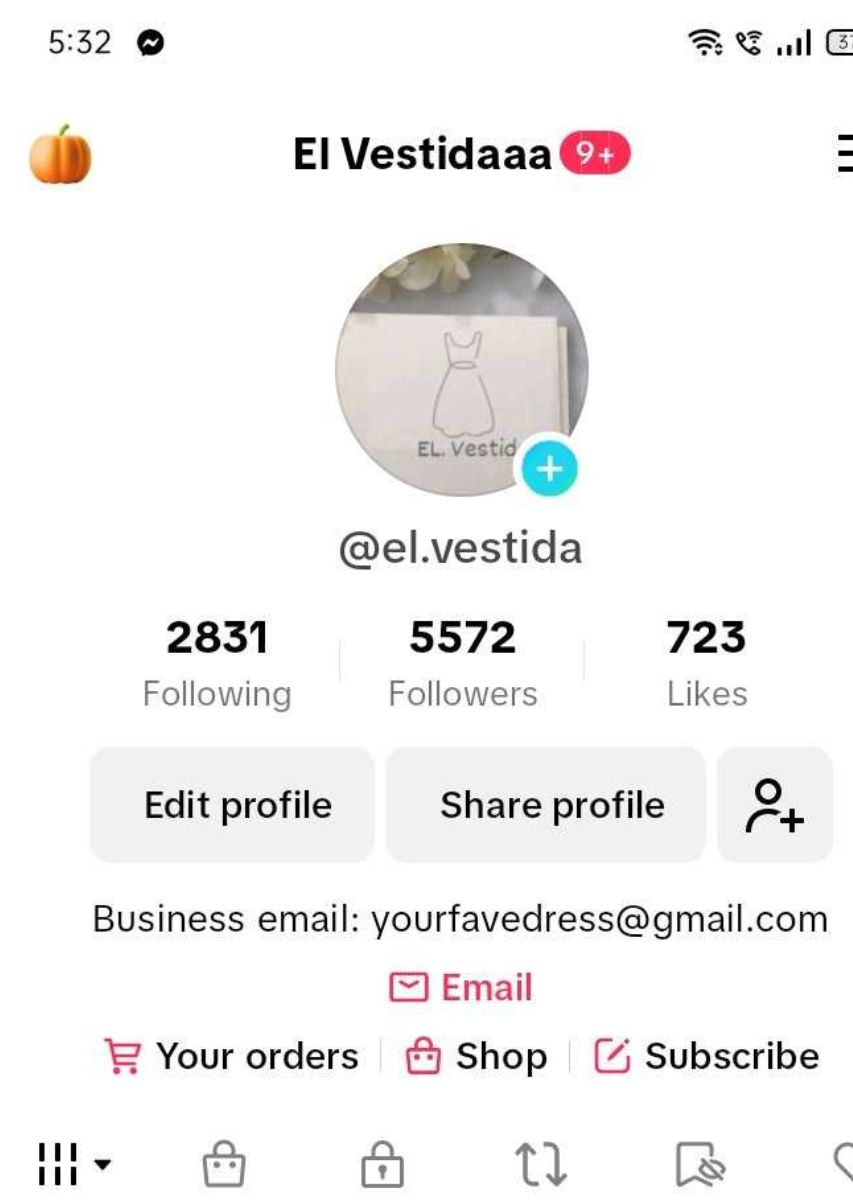 5:32
37
El Vestidaaa 9+
EL. Vestid
@el.vestida
2831 5572 723
Following Followers Likes
Edit profile Share profile
Business email: yourfavedress@gmail.com
Email
Your orders Shop Subscribe